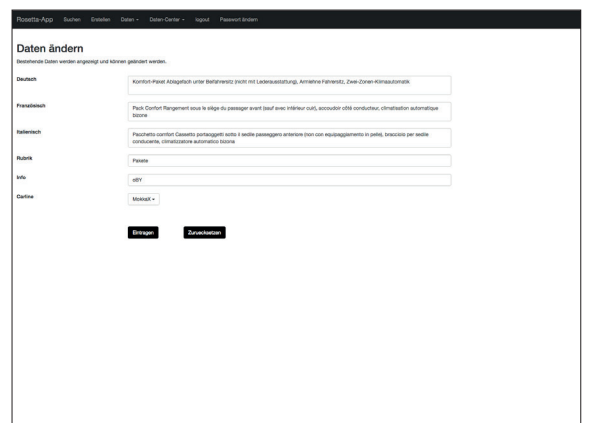 Rosetta-App Suchen Erstellen Daten Daten-Center logout Passwort ändern
Daten ändern
Bestehende Daten werden angezeigt und können geändert werden.
Deutsch
Komfort-Paket Ablagefach unter Beifahrersitz (nicht mit Lederausstattung), Armlehne Fahrersitz, Zwei-Zonen-Klimaautomatik
Französisch
Pack Confort Rangement sous le siège du passager avant (sauf avec intérieur cuir), accoudoir côté conducteur, climatisation automatique
bizone
Italienisch
Pacchetto comfort Cassetto portaoggetti sotto il sedile passeggero anteriore (non con equipaggiamento in pelle), bracciolo per sedile
conducente, climatizzatore automatico bizona
Rubrik
Pakete
Info
oBY
Carline
MokkaX
Eintragen Zuruecksetzen